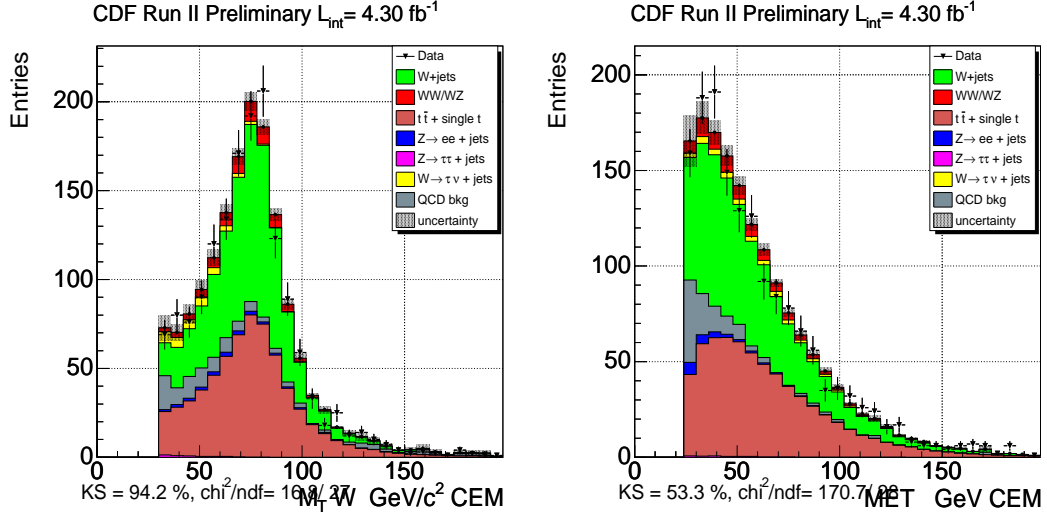 CDF Run II Preliminary L_int= 4.30 fb⁻¹
Entries
200
150
100
50
0
Data
W+jets
WW/WZ
tt̄ + single t
Z→ ee + jets
Z→ ττ + jets
W→ τν + jets
QCD bkg
uncertainty
0 50 100 150
M_T W GeV/c² CEM
KS = 94.2 %, chi²/ndf= 16.8/ 27
CDF Run II Preliminary L_int= 4.30 fb⁻¹
Entries
200
150
100
50
0
Data
W+jets
WW/WZ
tt̄ + single t
Z→ ee + jets
Z→ ττ + jets
W→ τν + jets
QCD bkg
uncertainty
0 50 100 150
MET GeV CEM
KS = 53.3 %, chi²/ndf= 170.7/